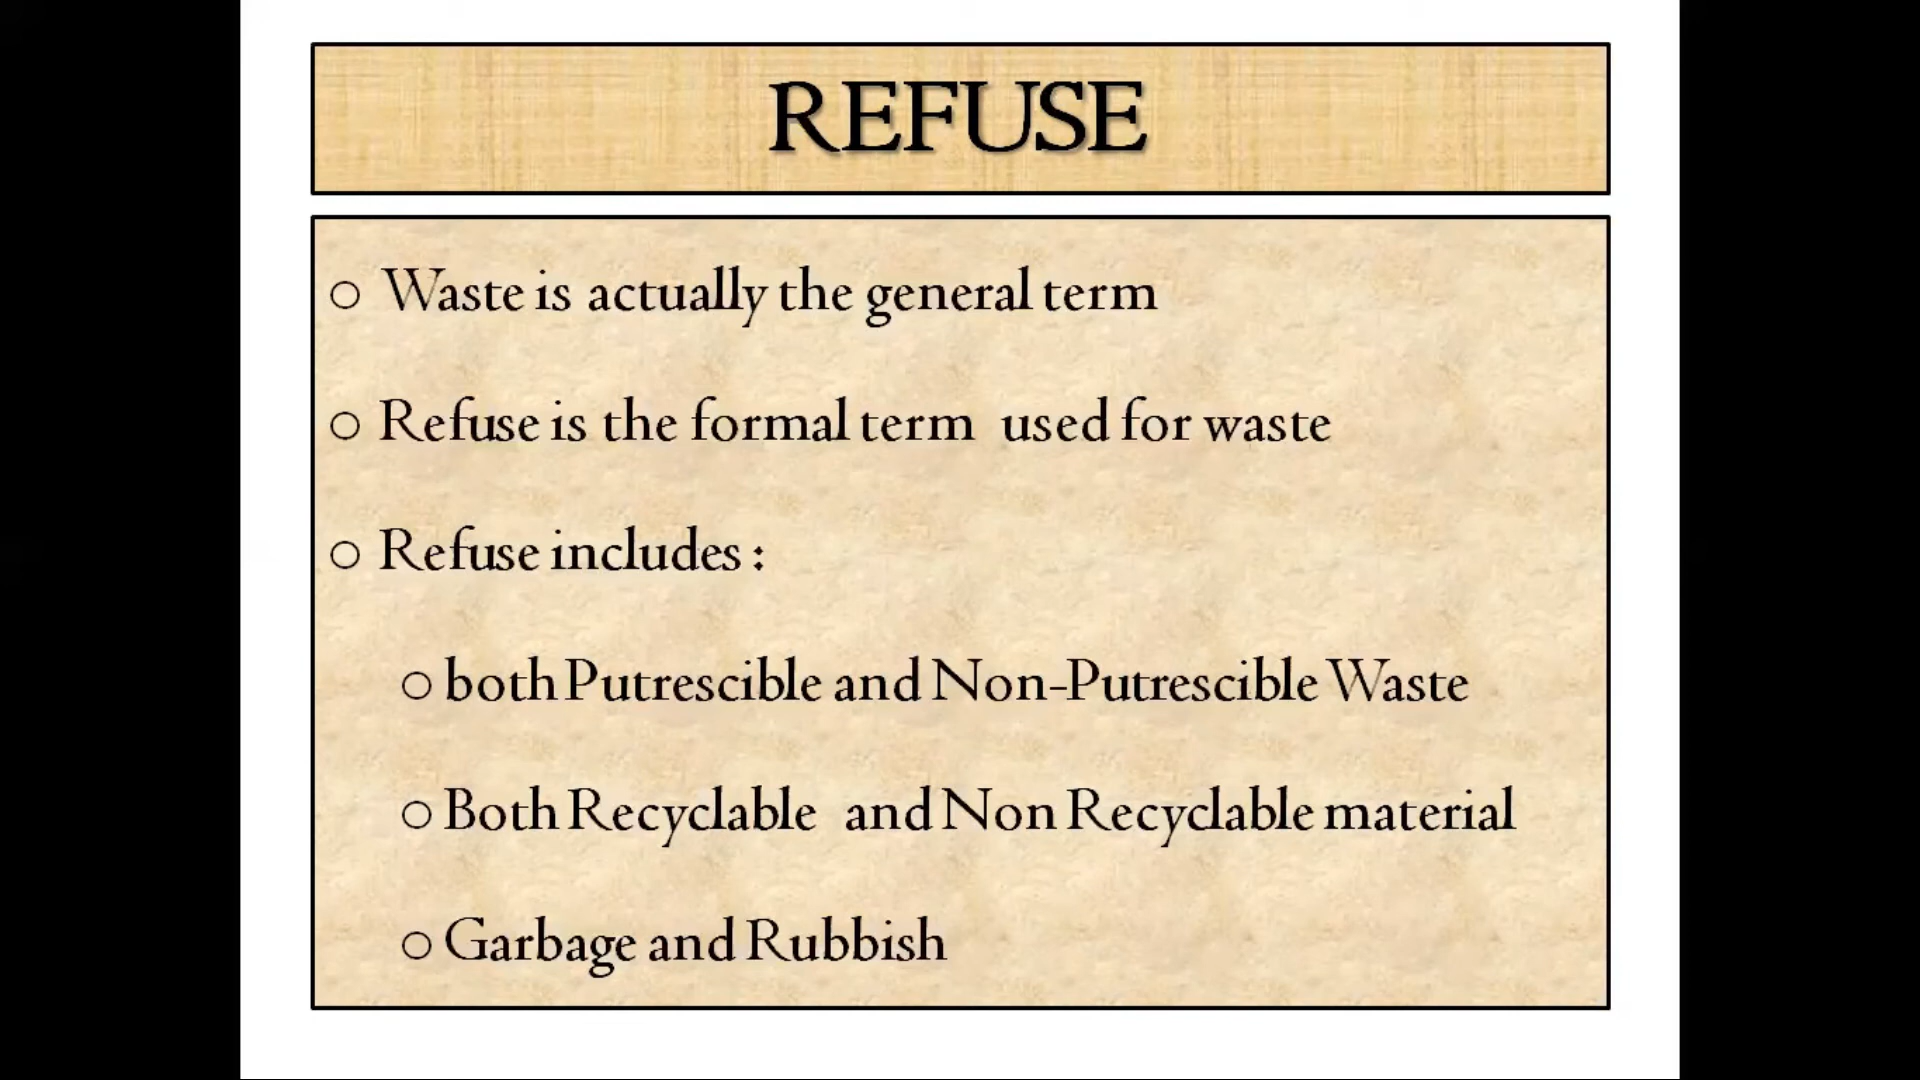 REFUSE
Waste is actually the general term
Refuse is the formal term used for waste
Refuse includes :
both Putrescible and Non-Putrescible Waste
Both Recyclable and Non Recyclable material
Garbage and Rubbish